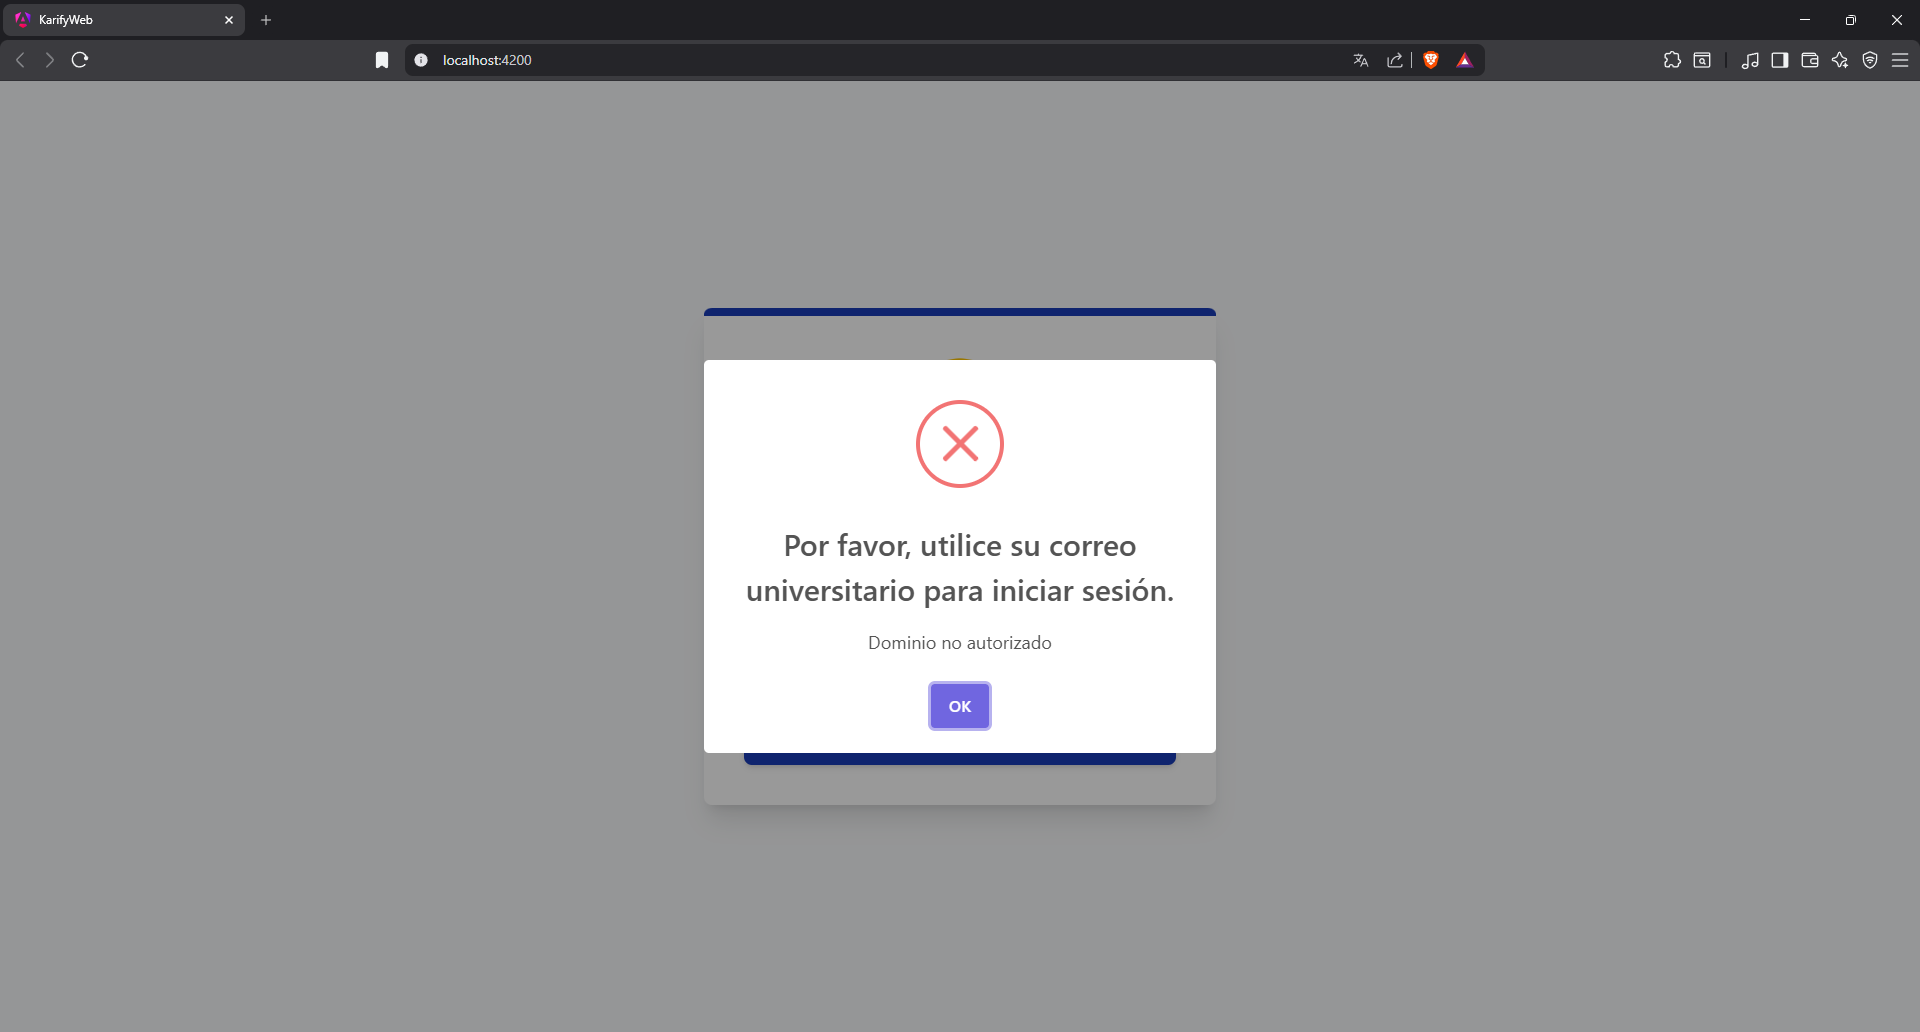 KarifyWeb
localhost:4200
Por favor, utilice su correo
universitario para iniciar sesión.
Dominio no autorizado
OK